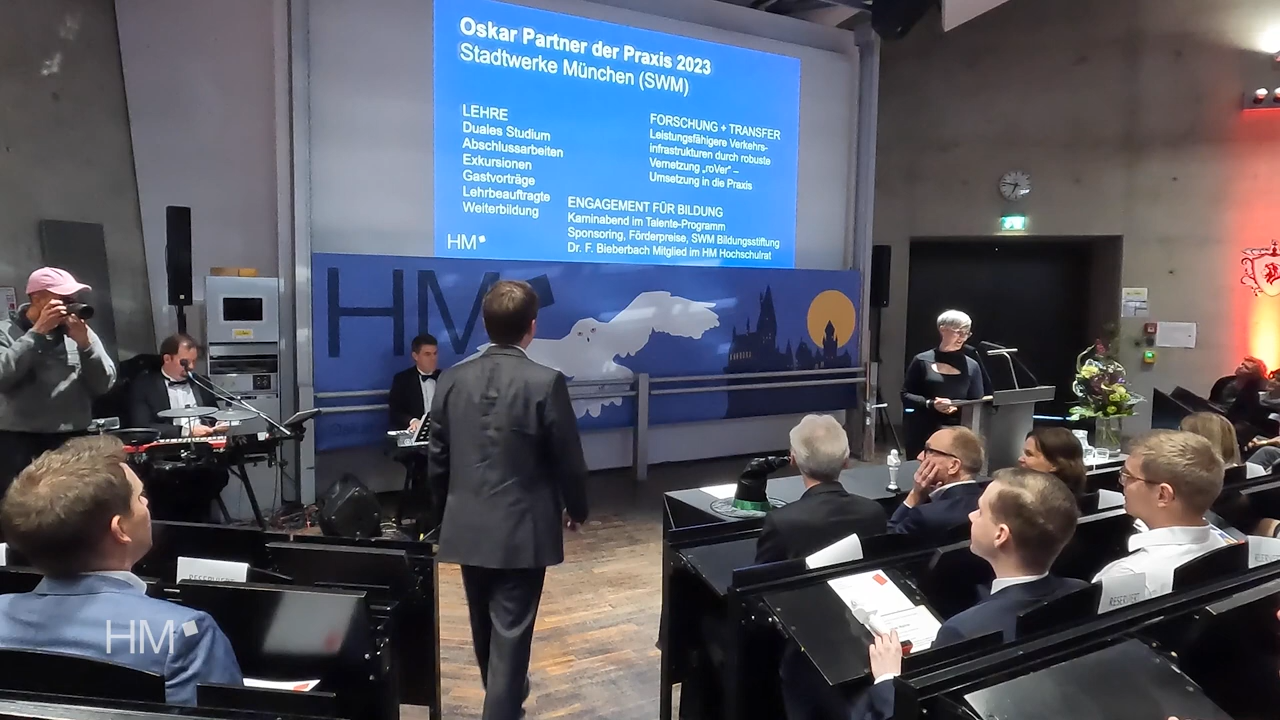 Oskar Partner der Praxis 2023
Stadtwerke München (SWM)
LEHRE
Duales Studium
Abschlussarbeiten
Exkursionen
Gastvorträge
Lehrbeauftragte
Weiterbildung
FORSCHUNG + TRANSFER
Leistungsfähigere Verkehrs-
infrastrukturen durch robuste
Vernetzung „roVer“ –
Umsetzung in die Praxis
ENGAGEMENT FÜR BILDUNG
Kaminabend im Talente-Programm
Sponsoring, Förderpreise, SWM Bildungsstiftung
Dr. F. Bieberbach Mitglied im HM Hochschulrat
HM
HM
RESERVIERT
RESERVIERT
HM